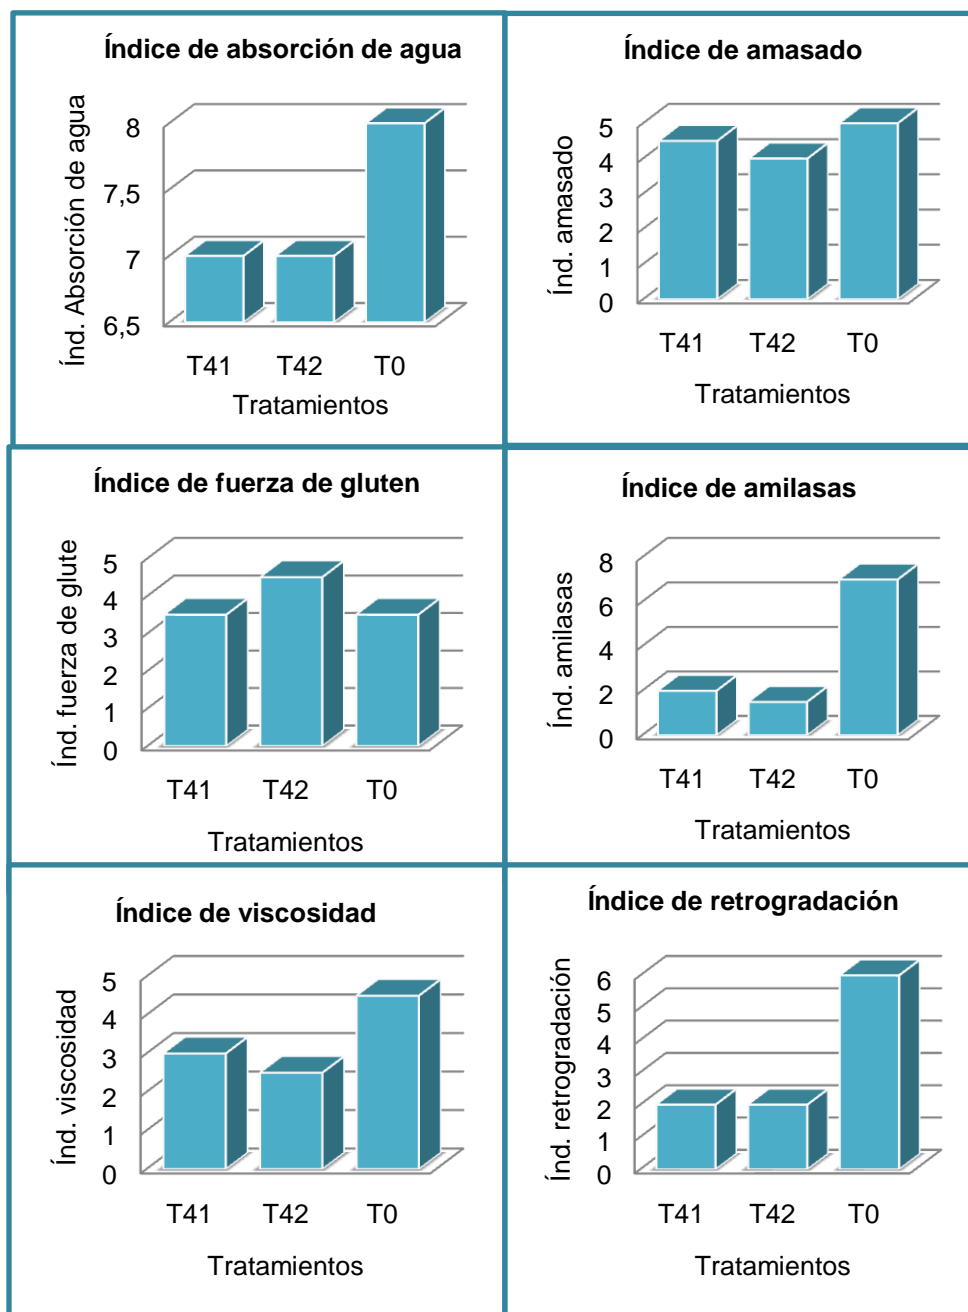 Índice de absorción de agua
Índ. Absorción de agua
8
7,5
7
6,5
T41 T42 T0
Tratamientos
Índice de amasado
Índ. amasado
5
4
3
2
1
0
T41 T42 T0
Tratamientos
Índice de fuerza de gluten
Índ. fuerza de glute
5
4
3
2
1
0
T41 T42 T0
Tratamientos
Índice de amilasas
Índ. amilasas
8
6
4
2
0
T41 T42 T0
Tratamientos
Índice de viscosidad
Índ. viscosidad
5
4
3
2
1
0
T41 T42 T0
Tratamientos
Índice de retrogradación
Índ. retrogradación
6
5
4
3
2
1
0
T41 T42 T0
Tratamientos